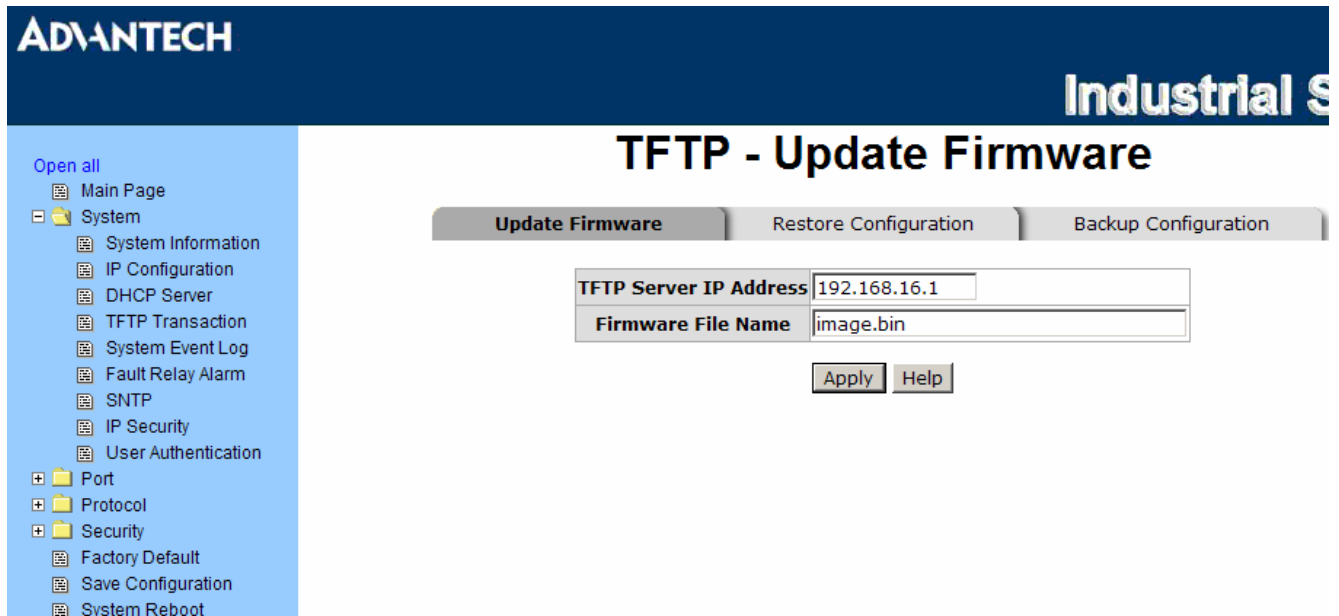 ADVANTECH
Industrial
TFTP - Update Firmware
Open all
Main Page
System
System Information
IP Configuration
DHCP Server
TFTP Transaction
System Event Log
Fault Relay Alarm
SNTP
IP Security
User Authentication
Port
Protocol
Security
Factory Default
Save Configuration
System Reboot
Update Firmware Restore Configuration Backup Configuration
TFTP Server IP Address 192.168.16.1
Firmware File Name image.bin
Apply Help